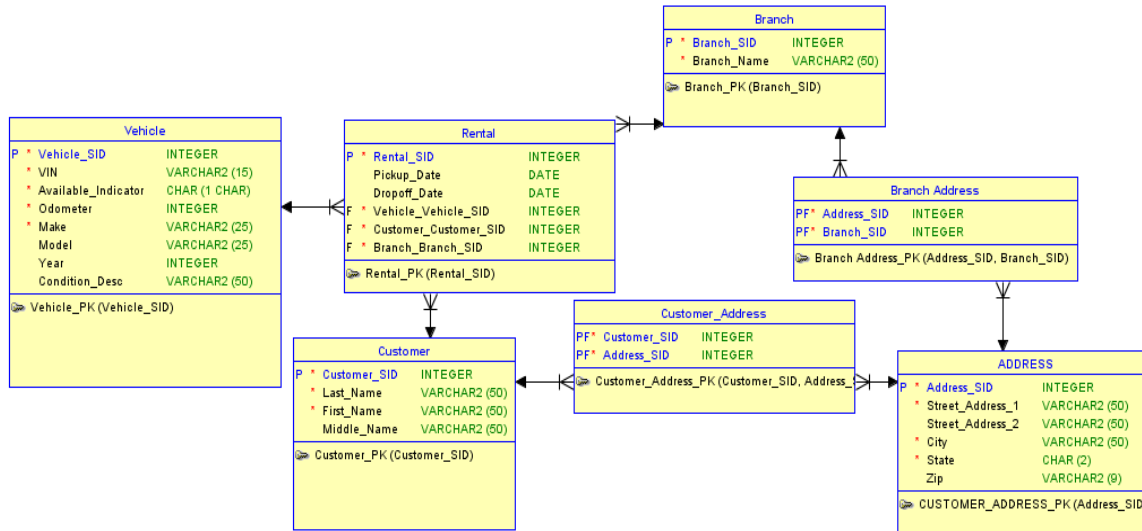 Branch
P * Branch_SID INTEGER
* Branch_Name VARCHAR2 (50)
Branch_PK (Branch_SID)
Vehicle
P * Vehicle_SID INTEGER
* VIN VARCHAR2 (15)
* Available_Indicator CHAR (1 CHAR)
* Odometer INTEGER
* Make VARCHAR2 (25)
Model VARCHAR2 (25)
Year INTEGER
Condition_Desc VARCHAR2 (50)
Vehicle_PK (Vehicle_SID)
Rental
P * Rental_SID INTEGER
Pickup_Date DATE
Dropoff_Date DATE
F * Vehicle_Vehicle_SID INTEGER
F * Customer_Customer_SID INTEGER
F * Branch_Branch_SID INTEGER
Rental_PK (Rental_SID)
Branch Address
PF* Address_SID INTEGER
PF* Branch_SID INTEGER
Branch Address_PK (Address_SID, Branch_SID)
Customer_Address
PF* Customer_SID INTEGER
PF* Address_SID INTEGER
Customer_Address_PK (Customer_SID, Address_S
Customer
P * Customer_SID INTEGER
* Last_Name VARCHAR2 (50)
* First_Name VARCHAR2 (50)
Middle_Name VARCHAR2 (50)
Customer_PK (Customer_SID)
ADDRESS
P * Address_SID INTEGER
* Street_Address_1 VARCHAR2 (50)
Street_Address_2 VARCHAR2 (50)
* City VARCHAR2 (50)
* State CHAR (2)
Zip VARCHAR2 (9)
CUSTOMER_ADDRESS_PK (Address_SID